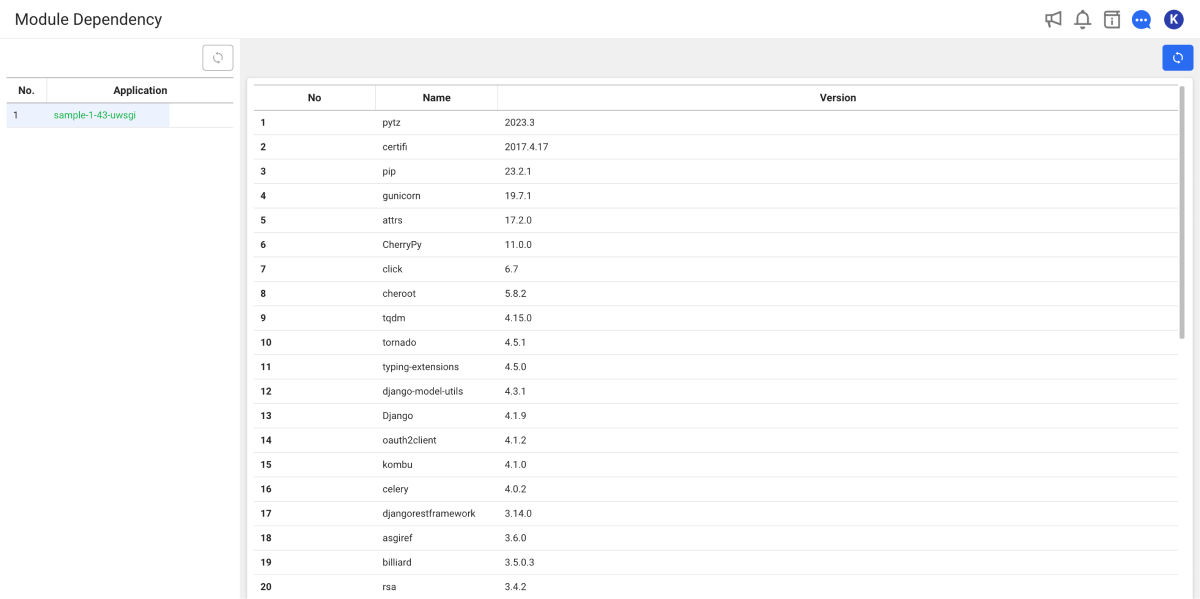 Module Dependency
K
No. Application
1 sample-1-43-uwsgi
No Name Version
1 pytz 2023.3
2 certifi 2017.4.17
3 pip 23.2.1
4 gunicorn 19.7.1
5 attrs 17.2.0
6 CherryPy 11.0.0
7 click 6.7
8 cheroot 5.8.2
9 tqdm 4.15.0
10 tornado 4.5.1
11 typing-extensions 4.5.0
12 django-model-utils 4.3.1
13 Django 4.1.9
14 oauth2client 4.1.2
15 kombu 4.1.0
16 celery 4.0.2
17 djangorestframework 3.14.0
18 asgiref 3.6.0
19 billiard 3.5.0.3
20 rsa 3.4.2